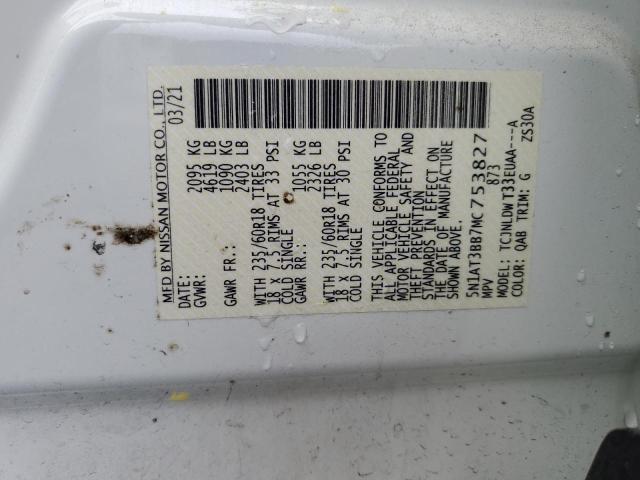 MFD BY NISSAN MOTOR CO., LTD.
DATE: 03/21
GVWR: 2095 KG
4619 LB
GAWR FR.: 1090 KG
2403 LB
WITH 235/60R18 TIRES
18 X 7.5 RIMS AT 33 PSI
COLD SINGLE
GAWR RR.: 1055 KG
2326 LB
WITH 235/60R18 TIRES
18 X 7.5 RIMS AT 30 PSI
COLD SINGLE
THIS VEHICLE CONFORMS TO
ALL APPLICABLE FEDERAL
MOTOR VEHICLE SAFETY AND
THEFT PREVENTION
STANDARDS IN EFFECT ON
THE DATE OF MANUFACTURE
SHOWN ABOVE.
5N1AT3BB7MC753827
MPV 873
MODEL: TCJNLDWT33EUAA---A
COLOR: QAB TRIM: G ZS30A